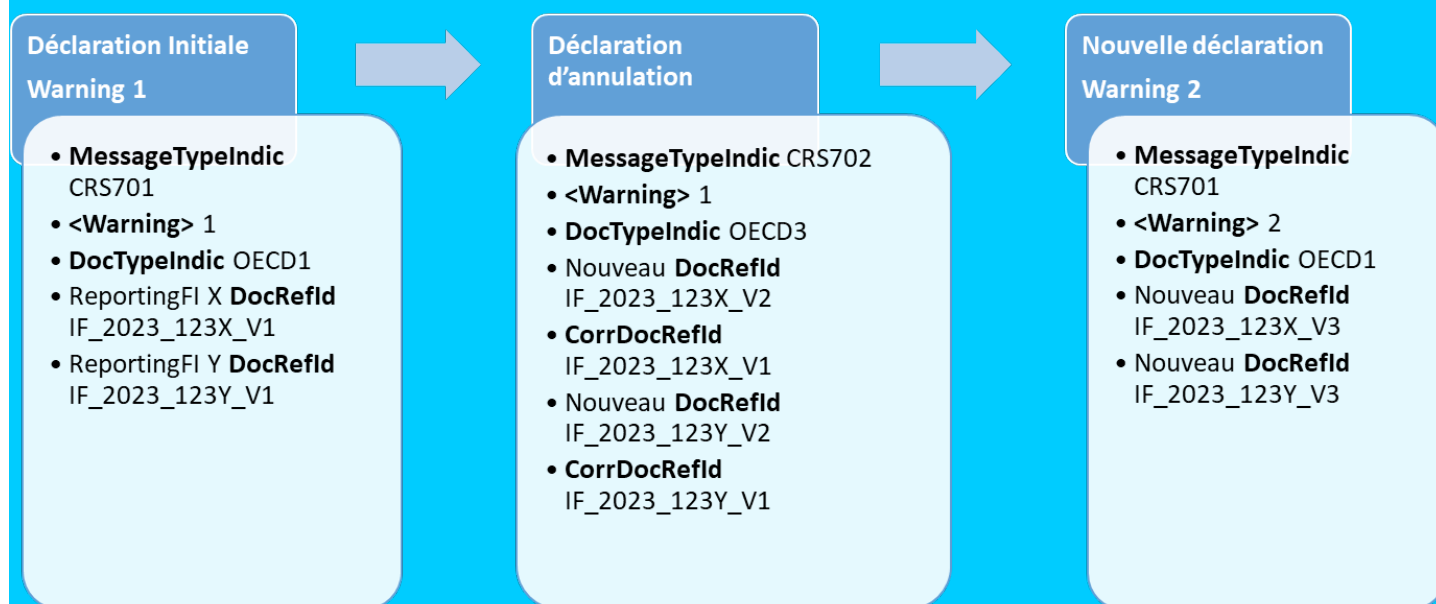 Déclaration Initiale
Warning 1
• MessageTypeIndic
CRS701
• <Warning> 1
• DocTypeIndic OECD1
• ReportingFI X DocRefId
IF_2023_123X_V1
• ReportingFI Y DocRefId
IF_2023_123Y_V1
Déclaration
d’annulation
• MessageTypeIndic CRS702
• <Warning> 1
• DocTypeIndic OECD3
• Nouveau DocRefId
IF_2023_123X_V2
• CorrDocRefId
IF_2023_123X_V1
• Nouveau DocRefId
IF_2023_123Y_V2
• CorrDocRefId
IF_2023_123Y_V1
Nouvelle déclaration
Warning 2
• MessageTypeIndic
CRS701
• <Warning> 2
• DocTypeIndic OECD1
• Nouveau DocRefId
IF_2023_123X_V3
• Nouveau DocRefId
IF_2023_123Y_V3